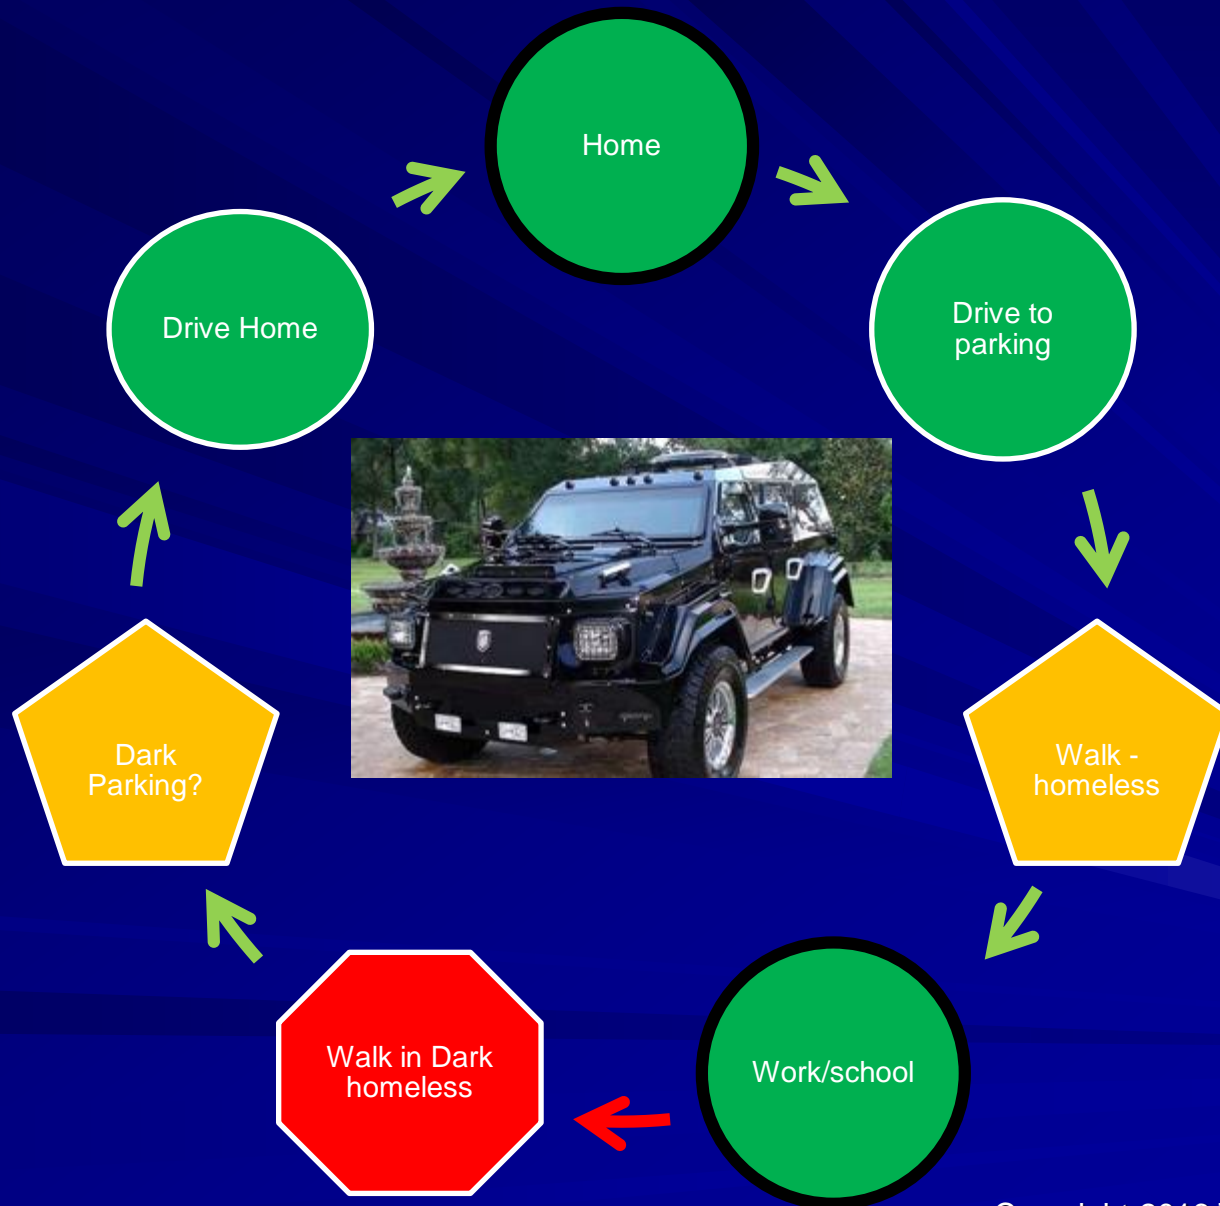 Home
Drive to
parking
Walk -
homeless
Work/school
Walk in Dark
homeless
Dark
Parking?
Drive Home